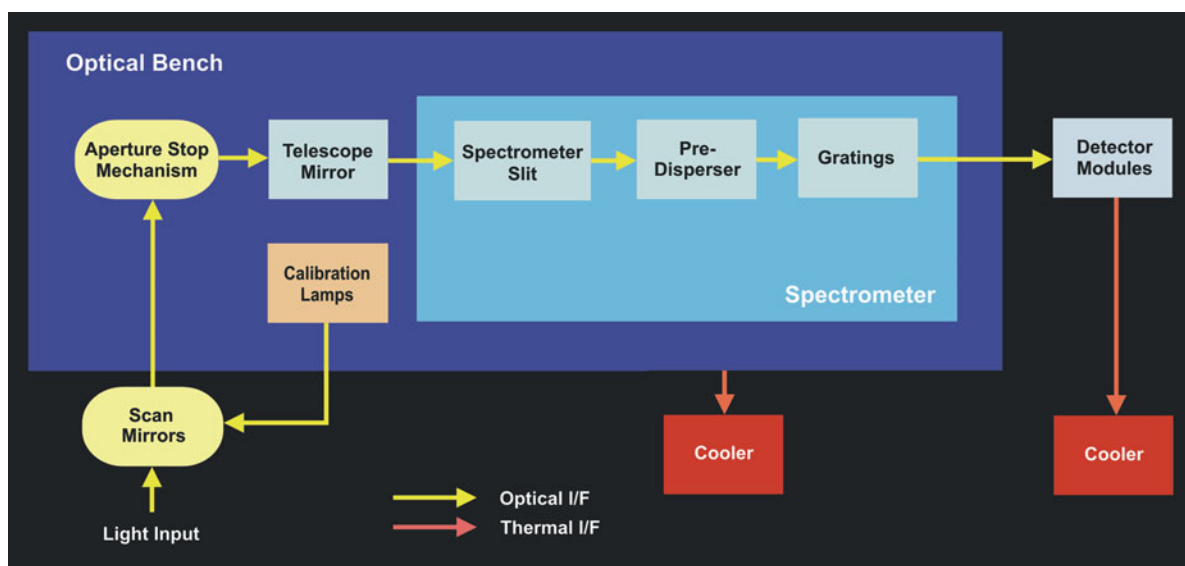 Optical Bench
Aperture Stop
Mechanism
Telescope
Mirror
Spectrometer
Slit
Pre-
Disperser
Gratings
Detector
Modules
Calibration
Lamps
Spectrometer
Scan
Mirrors
Cooler
Cooler
Light Input
Optical I/F
Thermal I/F